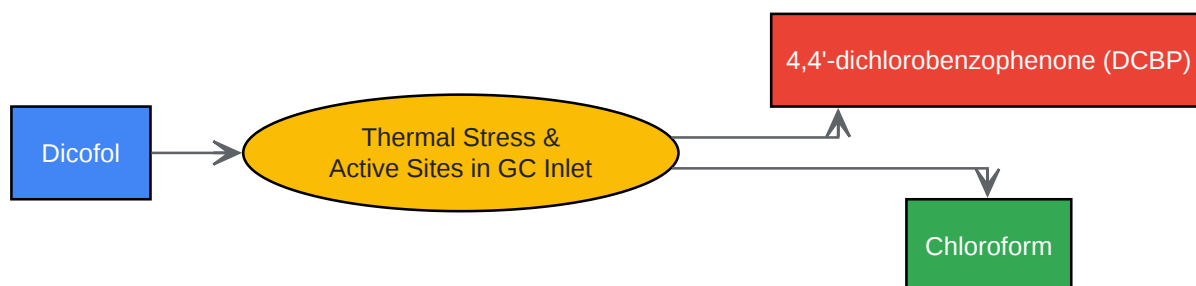 Dicofol
Thermal Stress &
Active Sites in GC Inlet
4,4'-dichlorobenzophenone (DCBP)
Chloroform